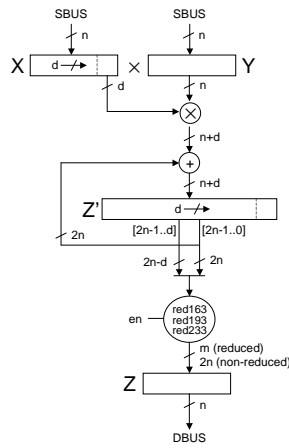 SBUS SBUS
n n
X d × Y
d n
×
n+d
+
n+d
Z' d
[2n-1..d] [2n-1..0]
2n
2n-d 2n
en red163
red193
red233
m (reduced)
2n (non-reduced)
Z
n
DBUS